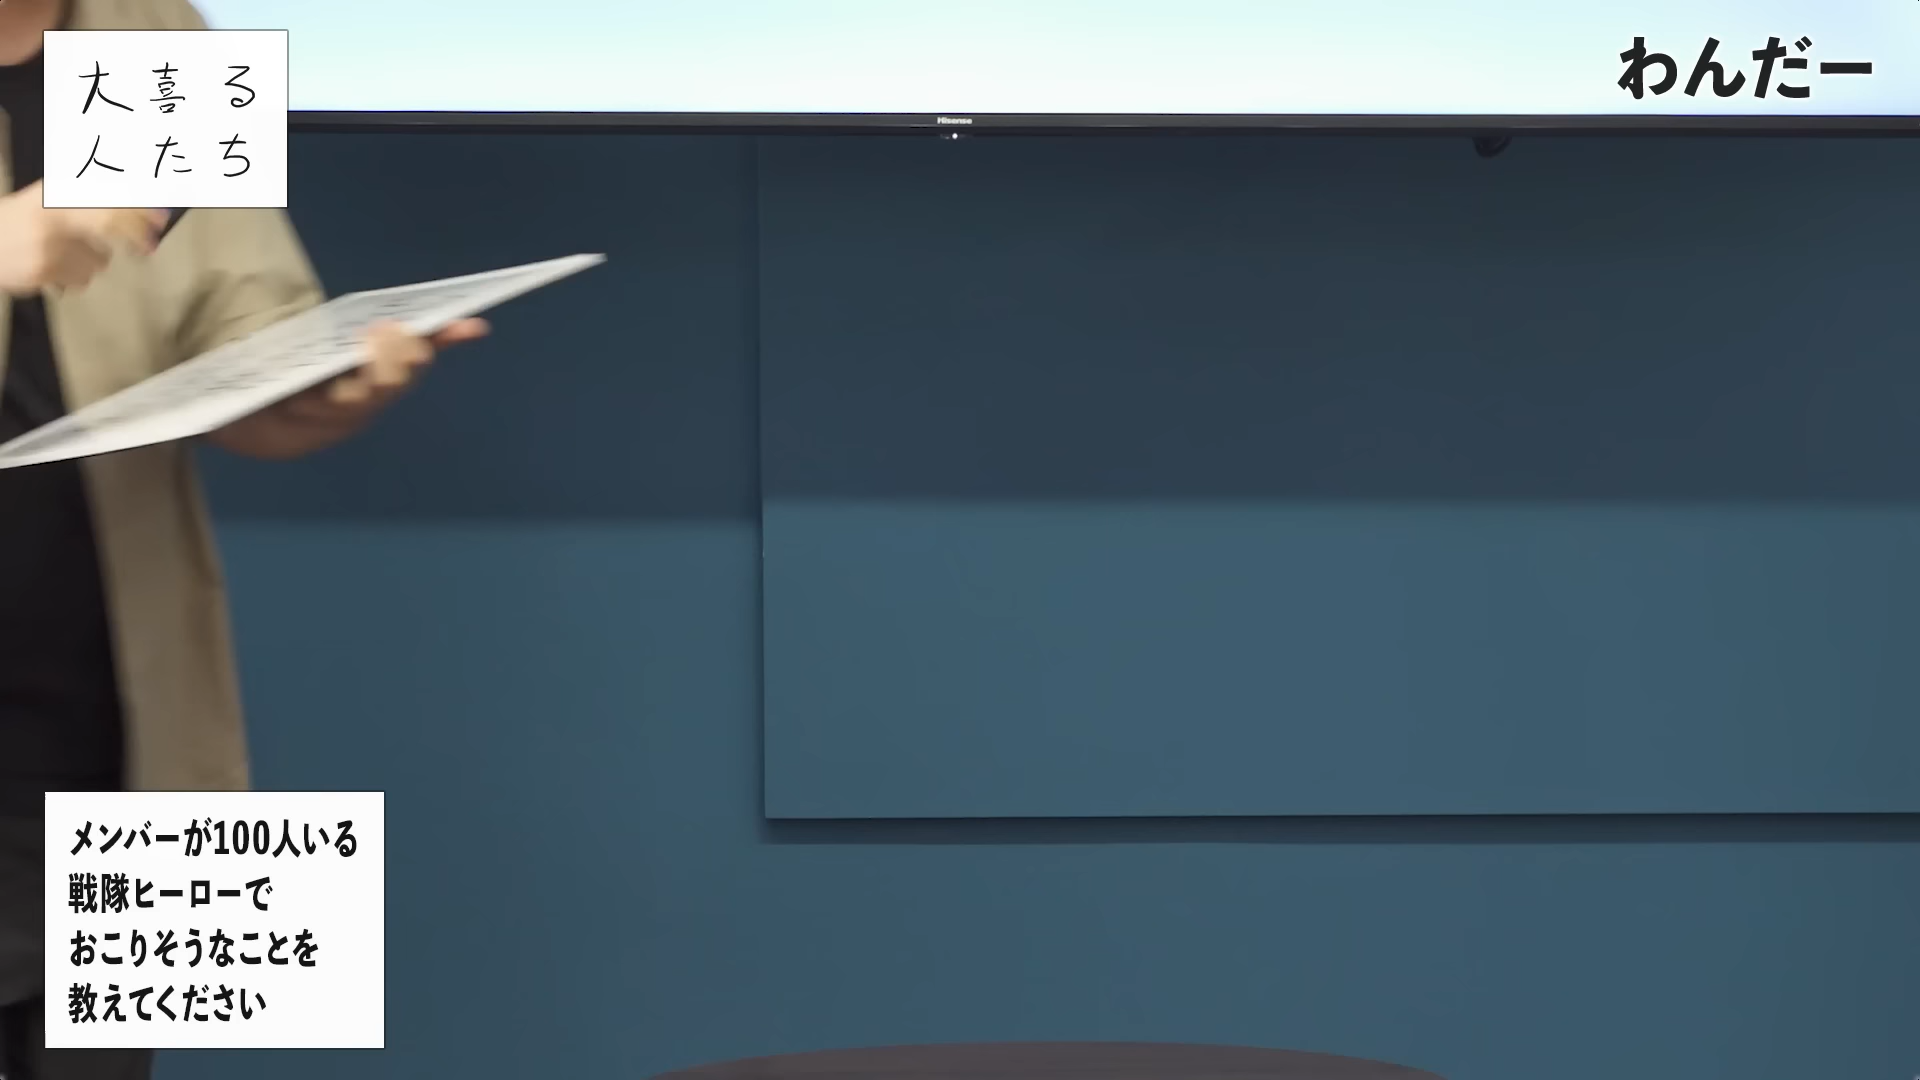 大喜る
人たち
わんだー
Hisense
メンバーが100人いる
戦隊ヒーローで
おこりそうなことを
教えてください